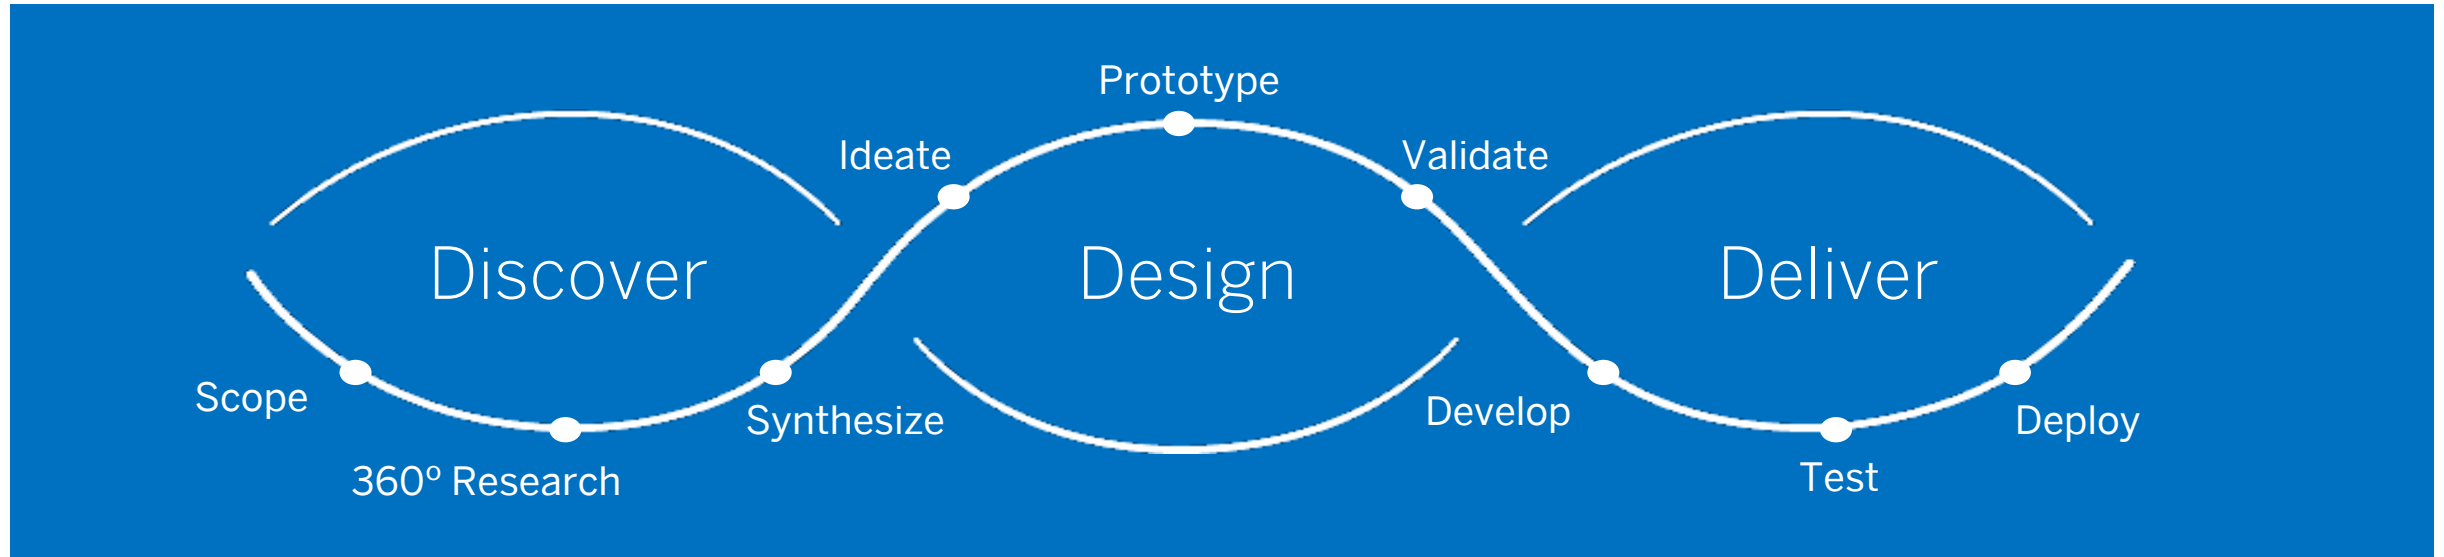 Discover
Scope
360º Research
Synthesize
Design
Ideate
Prototype
Validate
Deliver
Develop
Test
Deploy